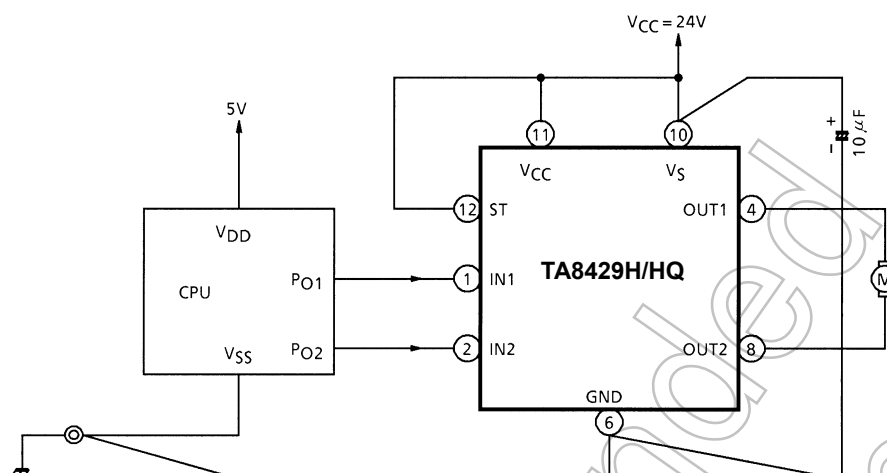 VCC = 24V
5V
11
10
+
10 μF
−
VCC
VS
12
ST
OUT1
4
VDD
CPU
PO1
1
IN1
TA8429H/HQ
M
VSS
PO2
2
IN2
OUT2
8
GND
6
nded